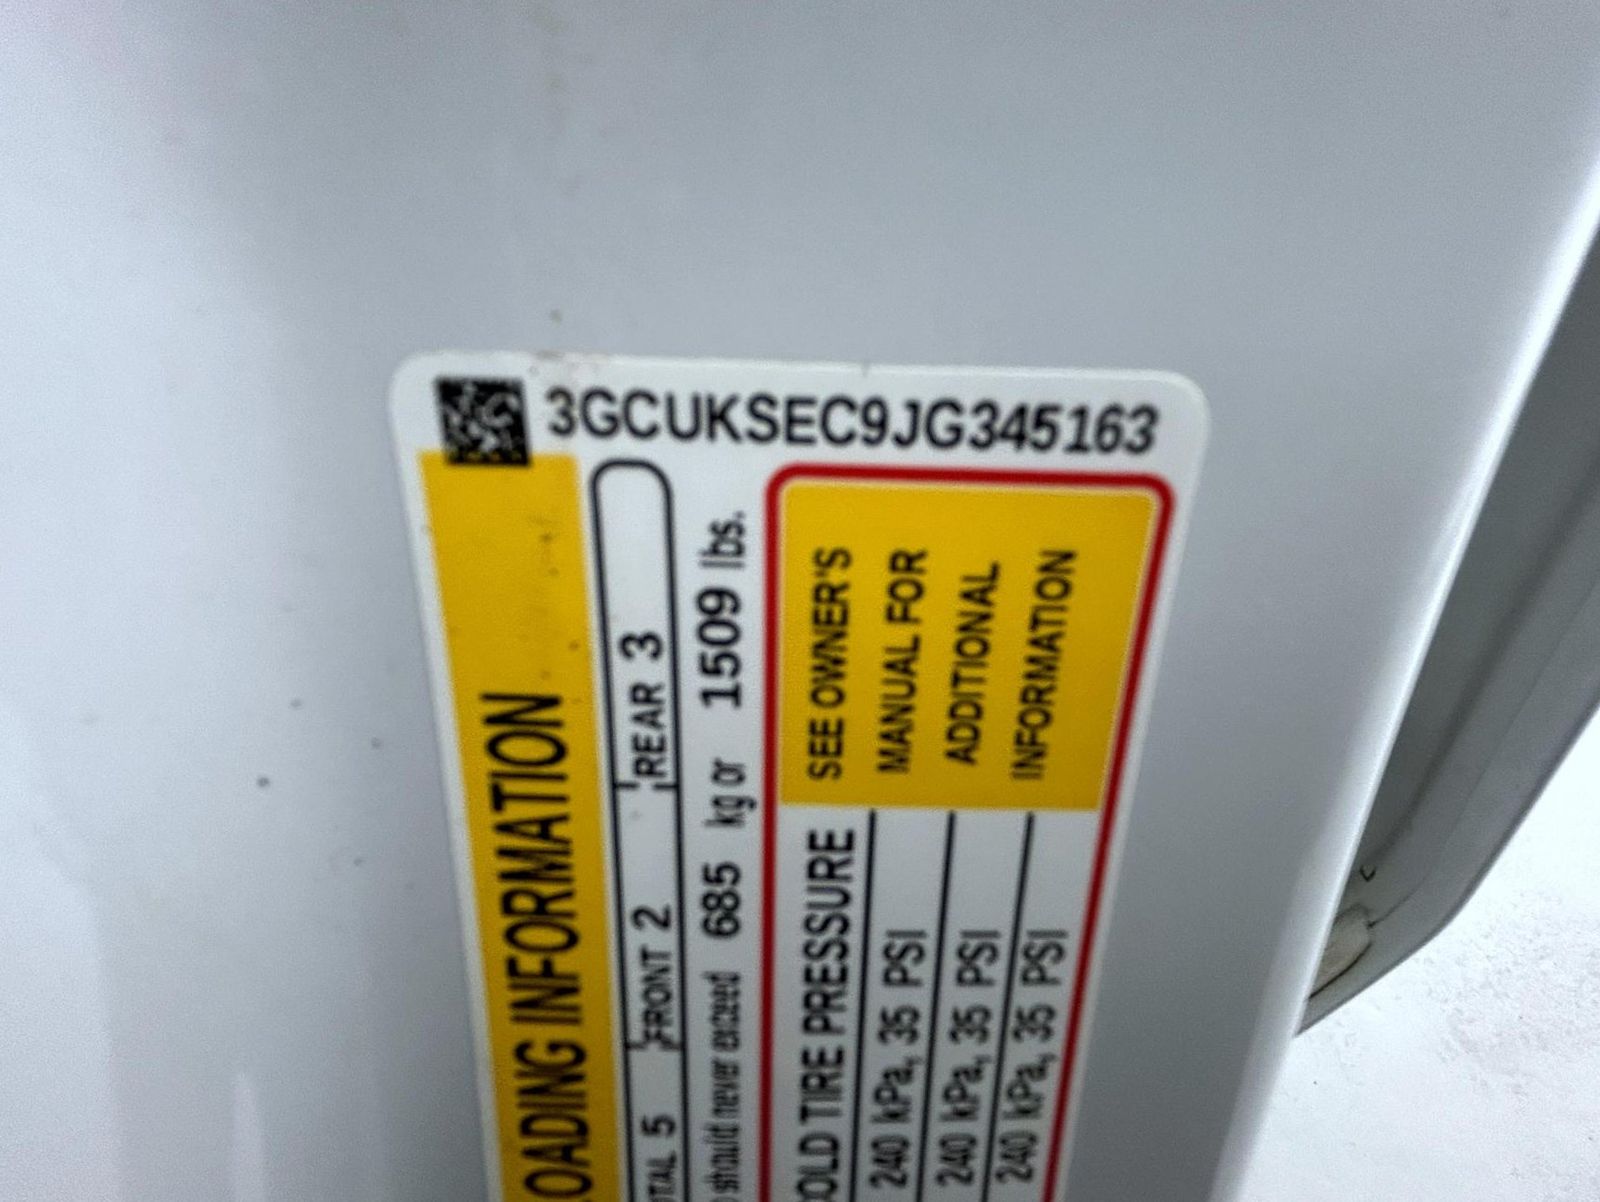 3GCUKSEC9JG345163
OADING INFORMATION
TAL 5 FRONT 2 REAR 3
should never exceed 685 kg or 1509 lbs.
OLD TIRE PRESSURE
240 kPa, 35 PSI
240 kPa, 35 PSI
240 kPa, 35 PSI
SEE OWNER'S
MANUAL FOR
ADDITIONAL
INFORMATION